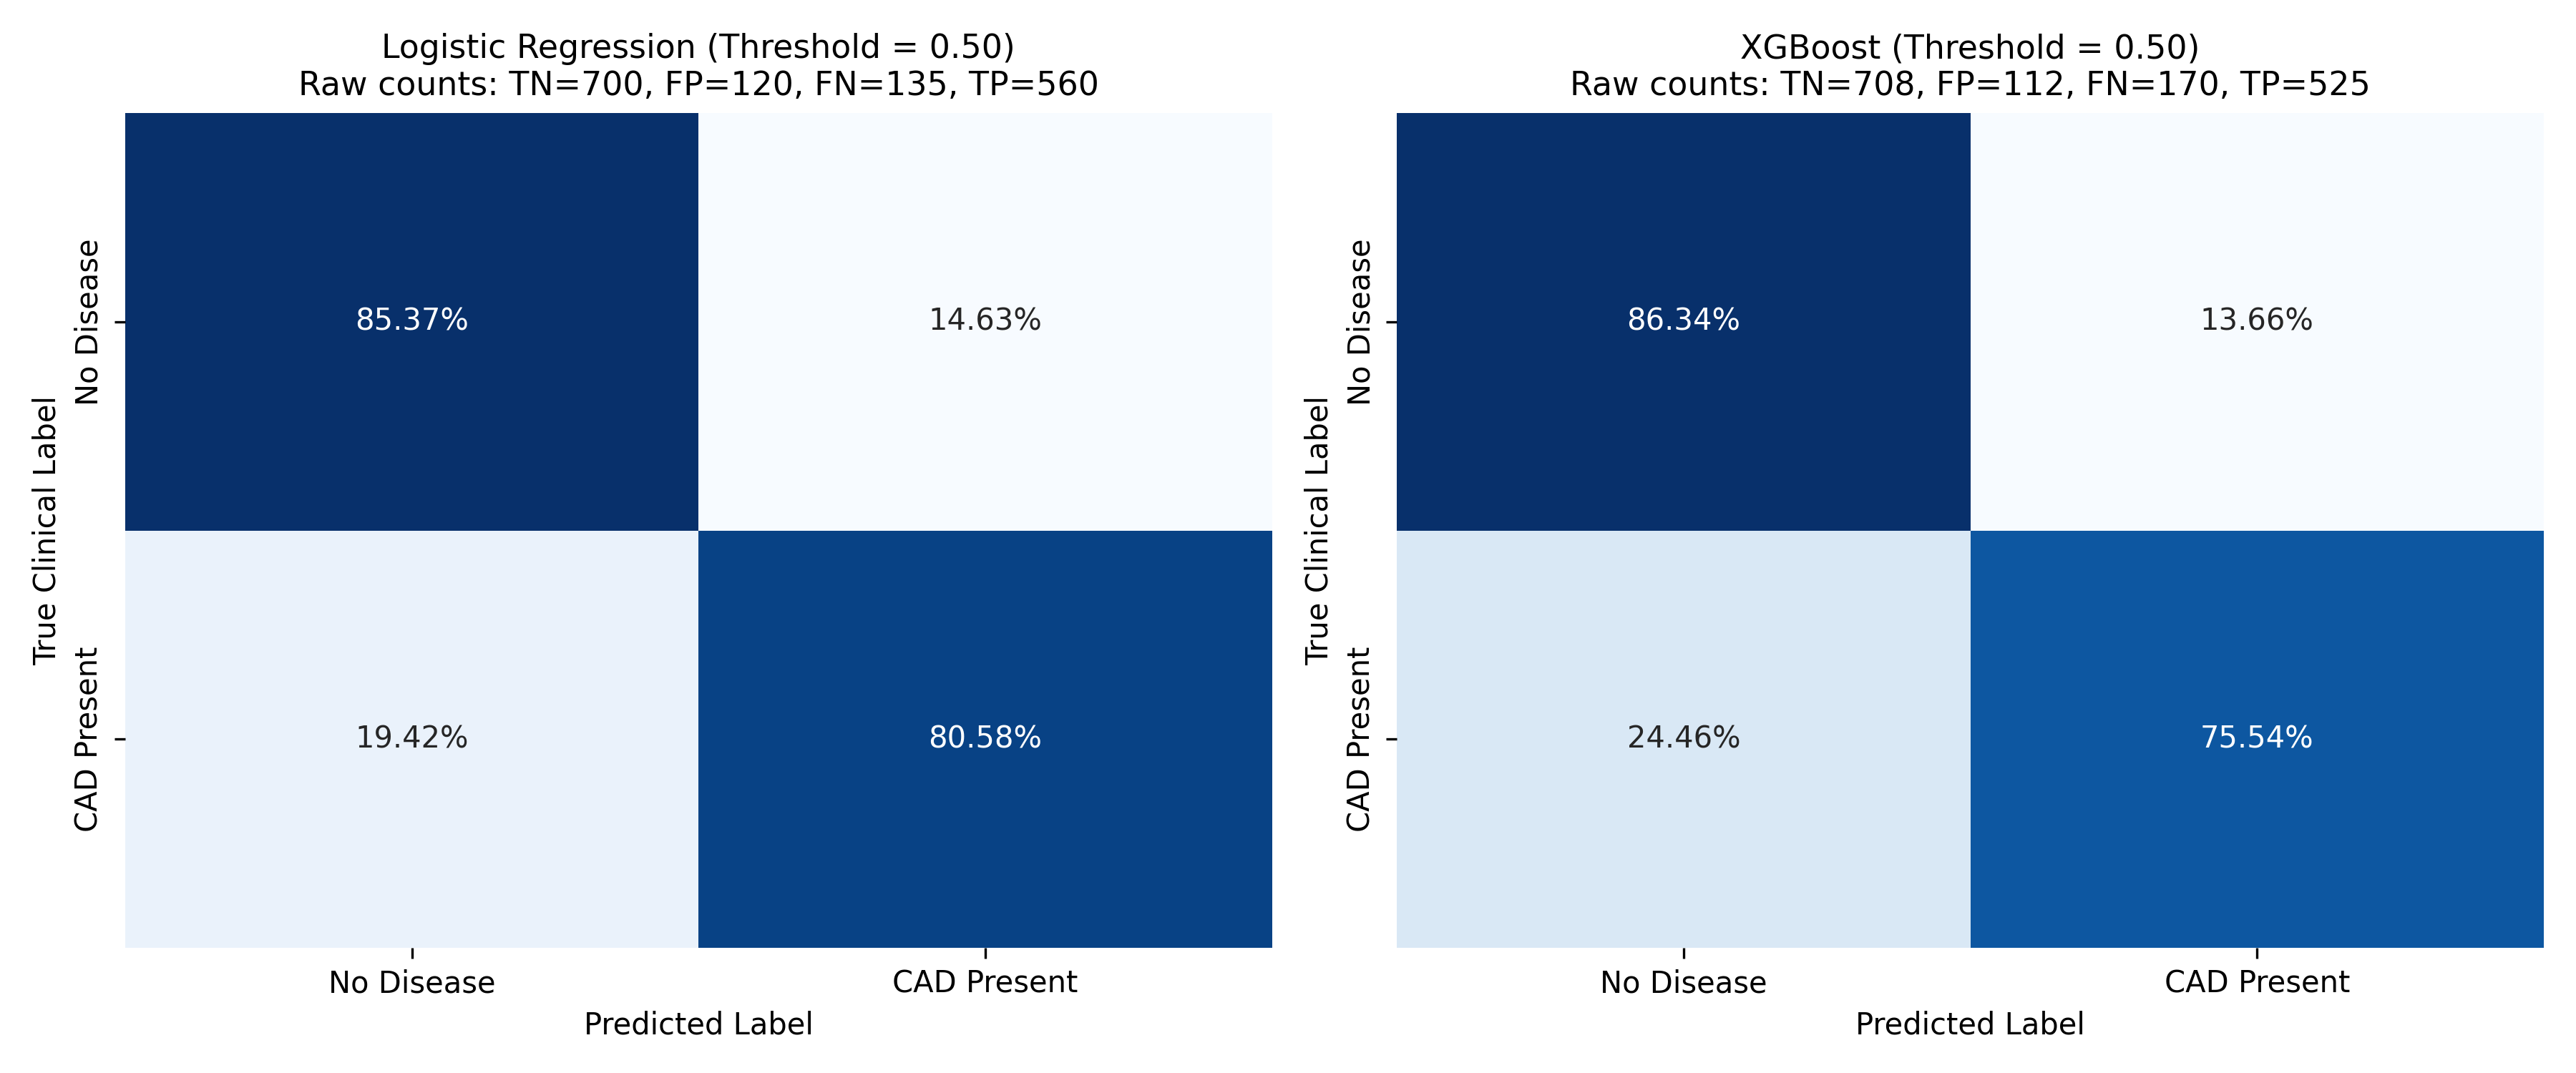 Logistic Regression (Threshold = 0.50)
Raw counts: TN=700, FP=120, FN=135, TP=560
True Clinical Label
No Disease
CAD Present
85.37%
14.63%
19.42%
80.58%
No Disease
CAD Present
Predicted Label
XGBoost (Threshold = 0.50)
Raw counts: TN=708, FP=112, FN=170, TP=525
True Clinical Label
No Disease
CAD Present
86.34%
13.66%
24.46%
75.54%
No Disease
CAD Present
Predicted Label